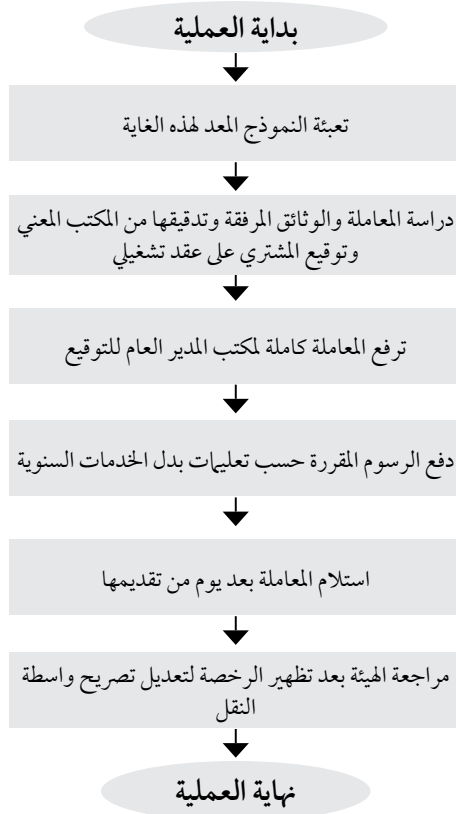 بداية العملية
تعبئة النموذج المعد لهذه الغاية
دراسة المعاملة والوثائق المرفقة وتدقيقها من المكتب المعني
وتوقيع المشتري على عقد تشغيلي
ترفع المعاملة كاملة لمكتب المدير العام للتوقيع
دفع الرسوم المقررة حسب تعليمات بدل الخدمات السنوية
استلام المعاملة بعد يوم من تقديمها
مراجعة الهيئة بعد تظهير الرخصة لتعديل تصريح واسطة
النقل
نهاية العملية